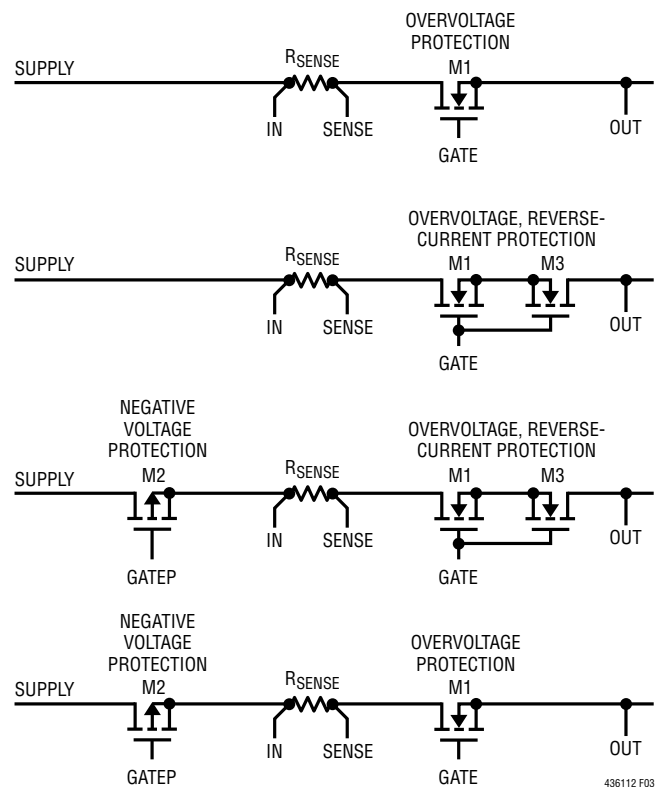 OVERVOLTAGE
PROTECTION
SUPPLY
RSENSE
M1
IN
SENSE
GATE
OUT
OVERVOLTAGE, REVERSE-
CURRENT PROTECTION
SUPPLY
RSENSE
M1
M3
IN
SENSE
GATE
OUT
NEGATIVE
VOLTAGE
PROTECTION
OVERVOLTAGE, REVERSE-
CURRENT PROTECTION
SUPPLY
M2
RSENSE
M1
M3
IN
SENSE
OUT
GATEP
GATE
NEGATIVE
VOLTAGE
PROTECTION
OVERVOLTAGE
PROTECTION
SUPPLY
M2
RSENSE
M1
IN
SENSE
OUT
GATEP
GATE
436112 F03